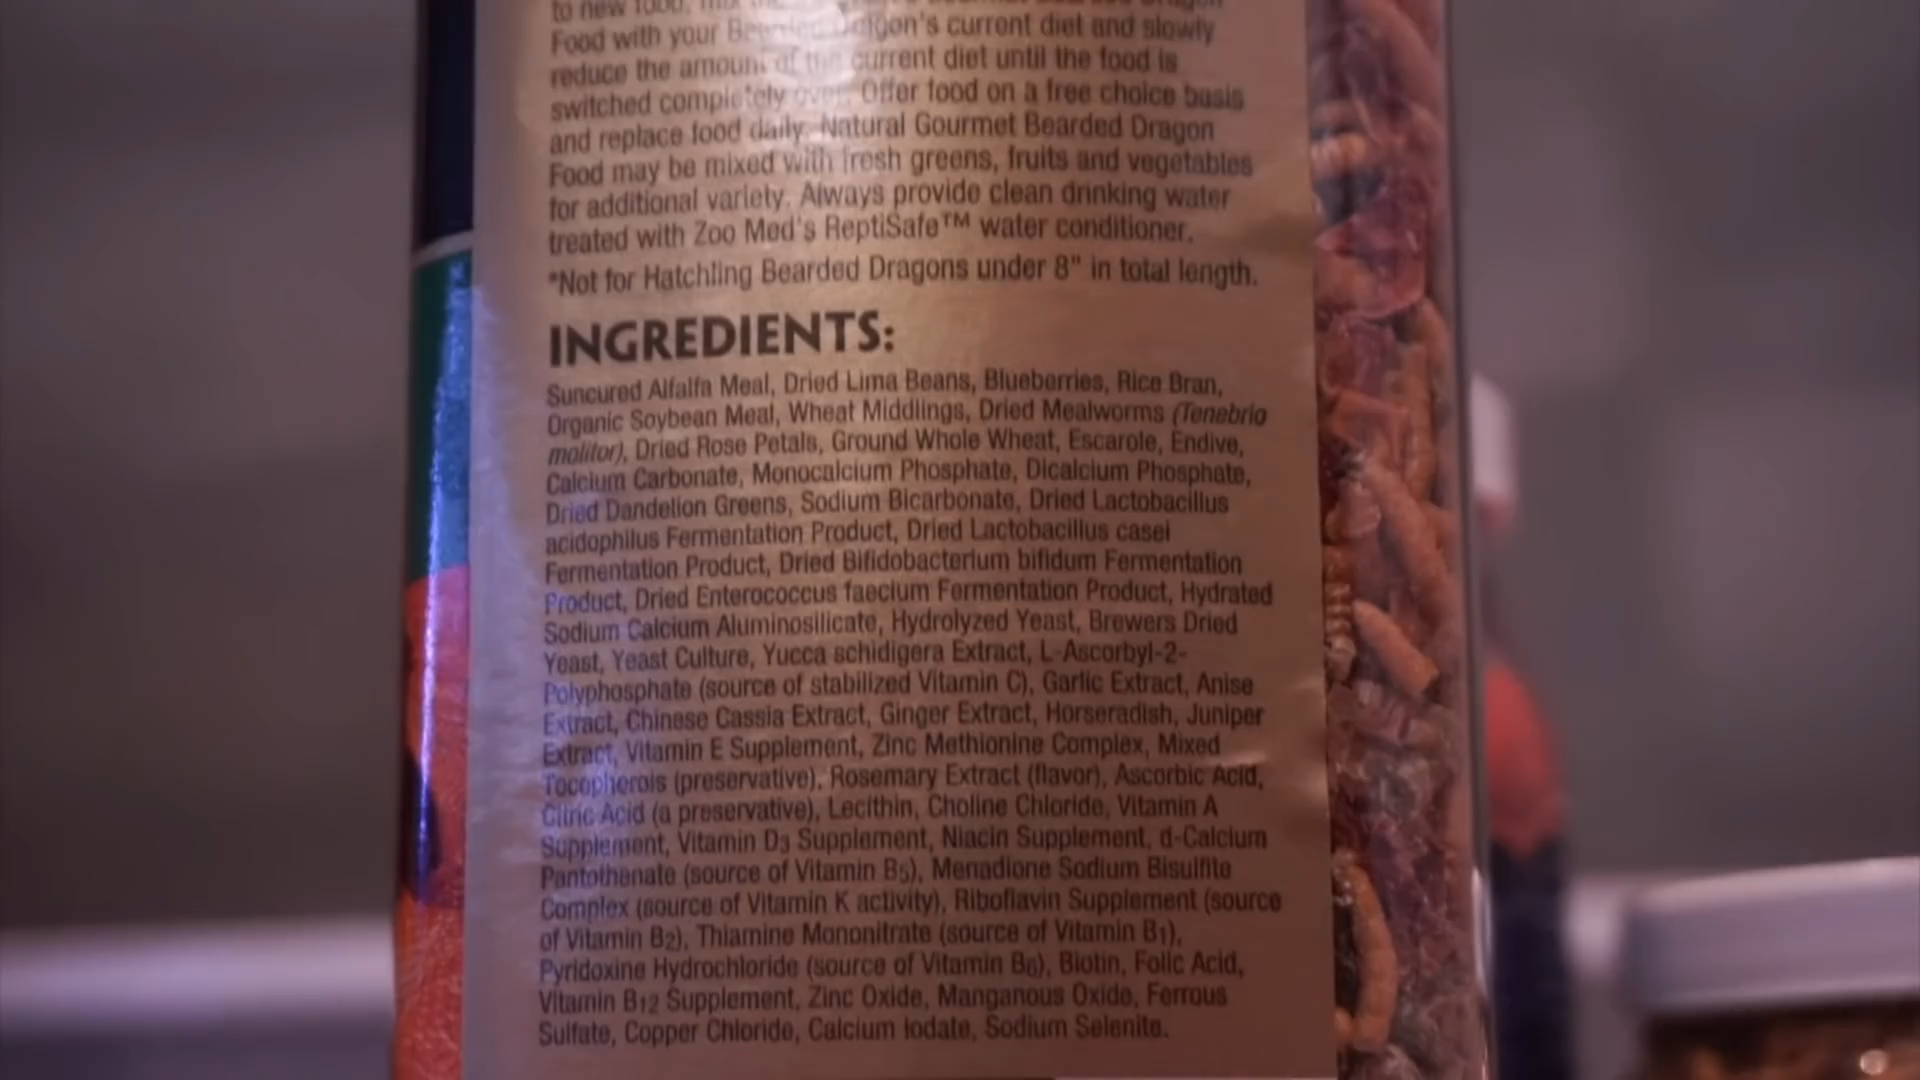 to new food, mix
Food with your Bearded Dragon's current diet and slowly
reduce the amount of the current diet until the food is
switched completely over. Offer food on a free choice basis
and replace food daily. Natural Gourmet Bearded Dragon
Food may be mixed with fresh greens, fruits and vegetables
for additional variety. Always provide clean drinking water
treated with Zoo Med's ReptiSafe™ water conditioner.
*Not for Hatchling Bearded Dragons under 8" in total length.
INGREDIENTS:
Suncured Alfalfa Meal, Dried Lima Beans, Blueberries, Rice Bran,
Organic Soybean Meal, Wheat Middlings, Dried Mealworms (Tenebrio
molitor), Dried Rose Petals, Ground Whole Wheat, Escarole, Endive,
Calcium Carbonate, Monocalcium Phosphate, Dicalcium Phosphate,
Dried Dandelion Greens, Sodium Bicarbonate, Dried Lactobacillus
acidophilus Fermentation Product, Dried Lactobacillus casei
Fermentation Product, Dried Bifidobacterium bifidum Fermentation
Product, Dried Enterococcus faecium Fermentation Product, Hydrated
Sodium Calcium Aluminosilicate, Hydrolyzed Yeast, Brewers Dried
Yeast, Yeast Culture, Yucca schidigera Extract, L-Ascorbyl-2-
Polyphosphate (source of stabilized Vitamin C), Garlic Extract, Anise
Extract, Chinese Cassia Extract, Ginger Extract, Horseradish, Juniper
Extract, Vitamin E Supplement, Zinc Methionine Complex, Mixed
Tocopherols (preservative), Rosemary Extract (flavor), Ascorbic Acid,
Citric Acid (a preservative), Lecithin, Choline Chloride, Vitamin A
Supplement, Vitamin D3 Supplement, Niacin Supplement, d-Calcium
Pantothenate (source of Vitamin B5), Menadione Sodium Bisulfite
Complex (source of Vitamin K activity), Riboflavin Supplement (source
of Vitamin B2), Thiamine Mononitrate (source of Vitamin B1),
Pyridoxine Hydrochloride (source of Vitamin B6), Biotin, Folic Acid,
Vitamin B12 Supplement, Zinc Oxide, Manganous Oxide, Ferrous
Sulfate, Copper Chloride, Calcium Iodate, Sodium Selenite.